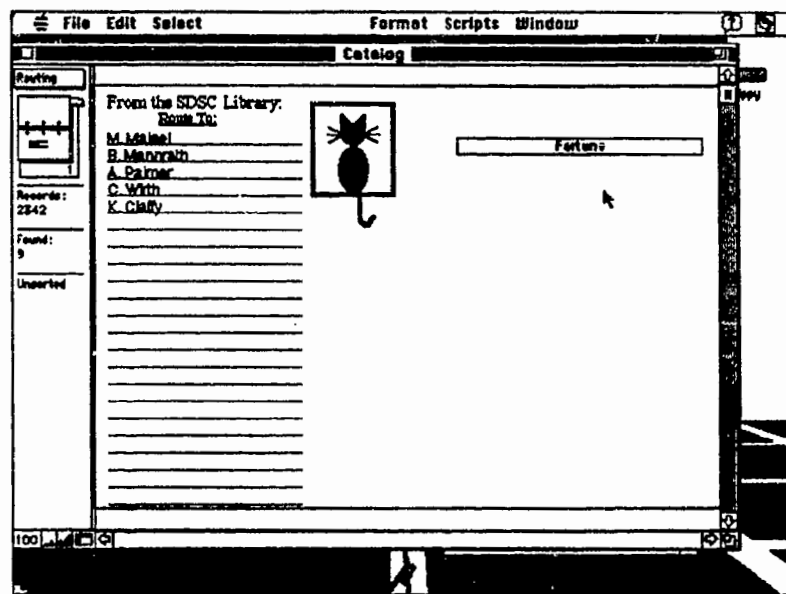 File Edit Select Format Scripts Window
Catalog
Routing
1
Records:
2842
Found:
9
Unsorted
From the SDSC Library:
Route To:
M. Maisel
B. Mannrath
A. Palmer
C. Wirth
K. Claffy
Fortune
100